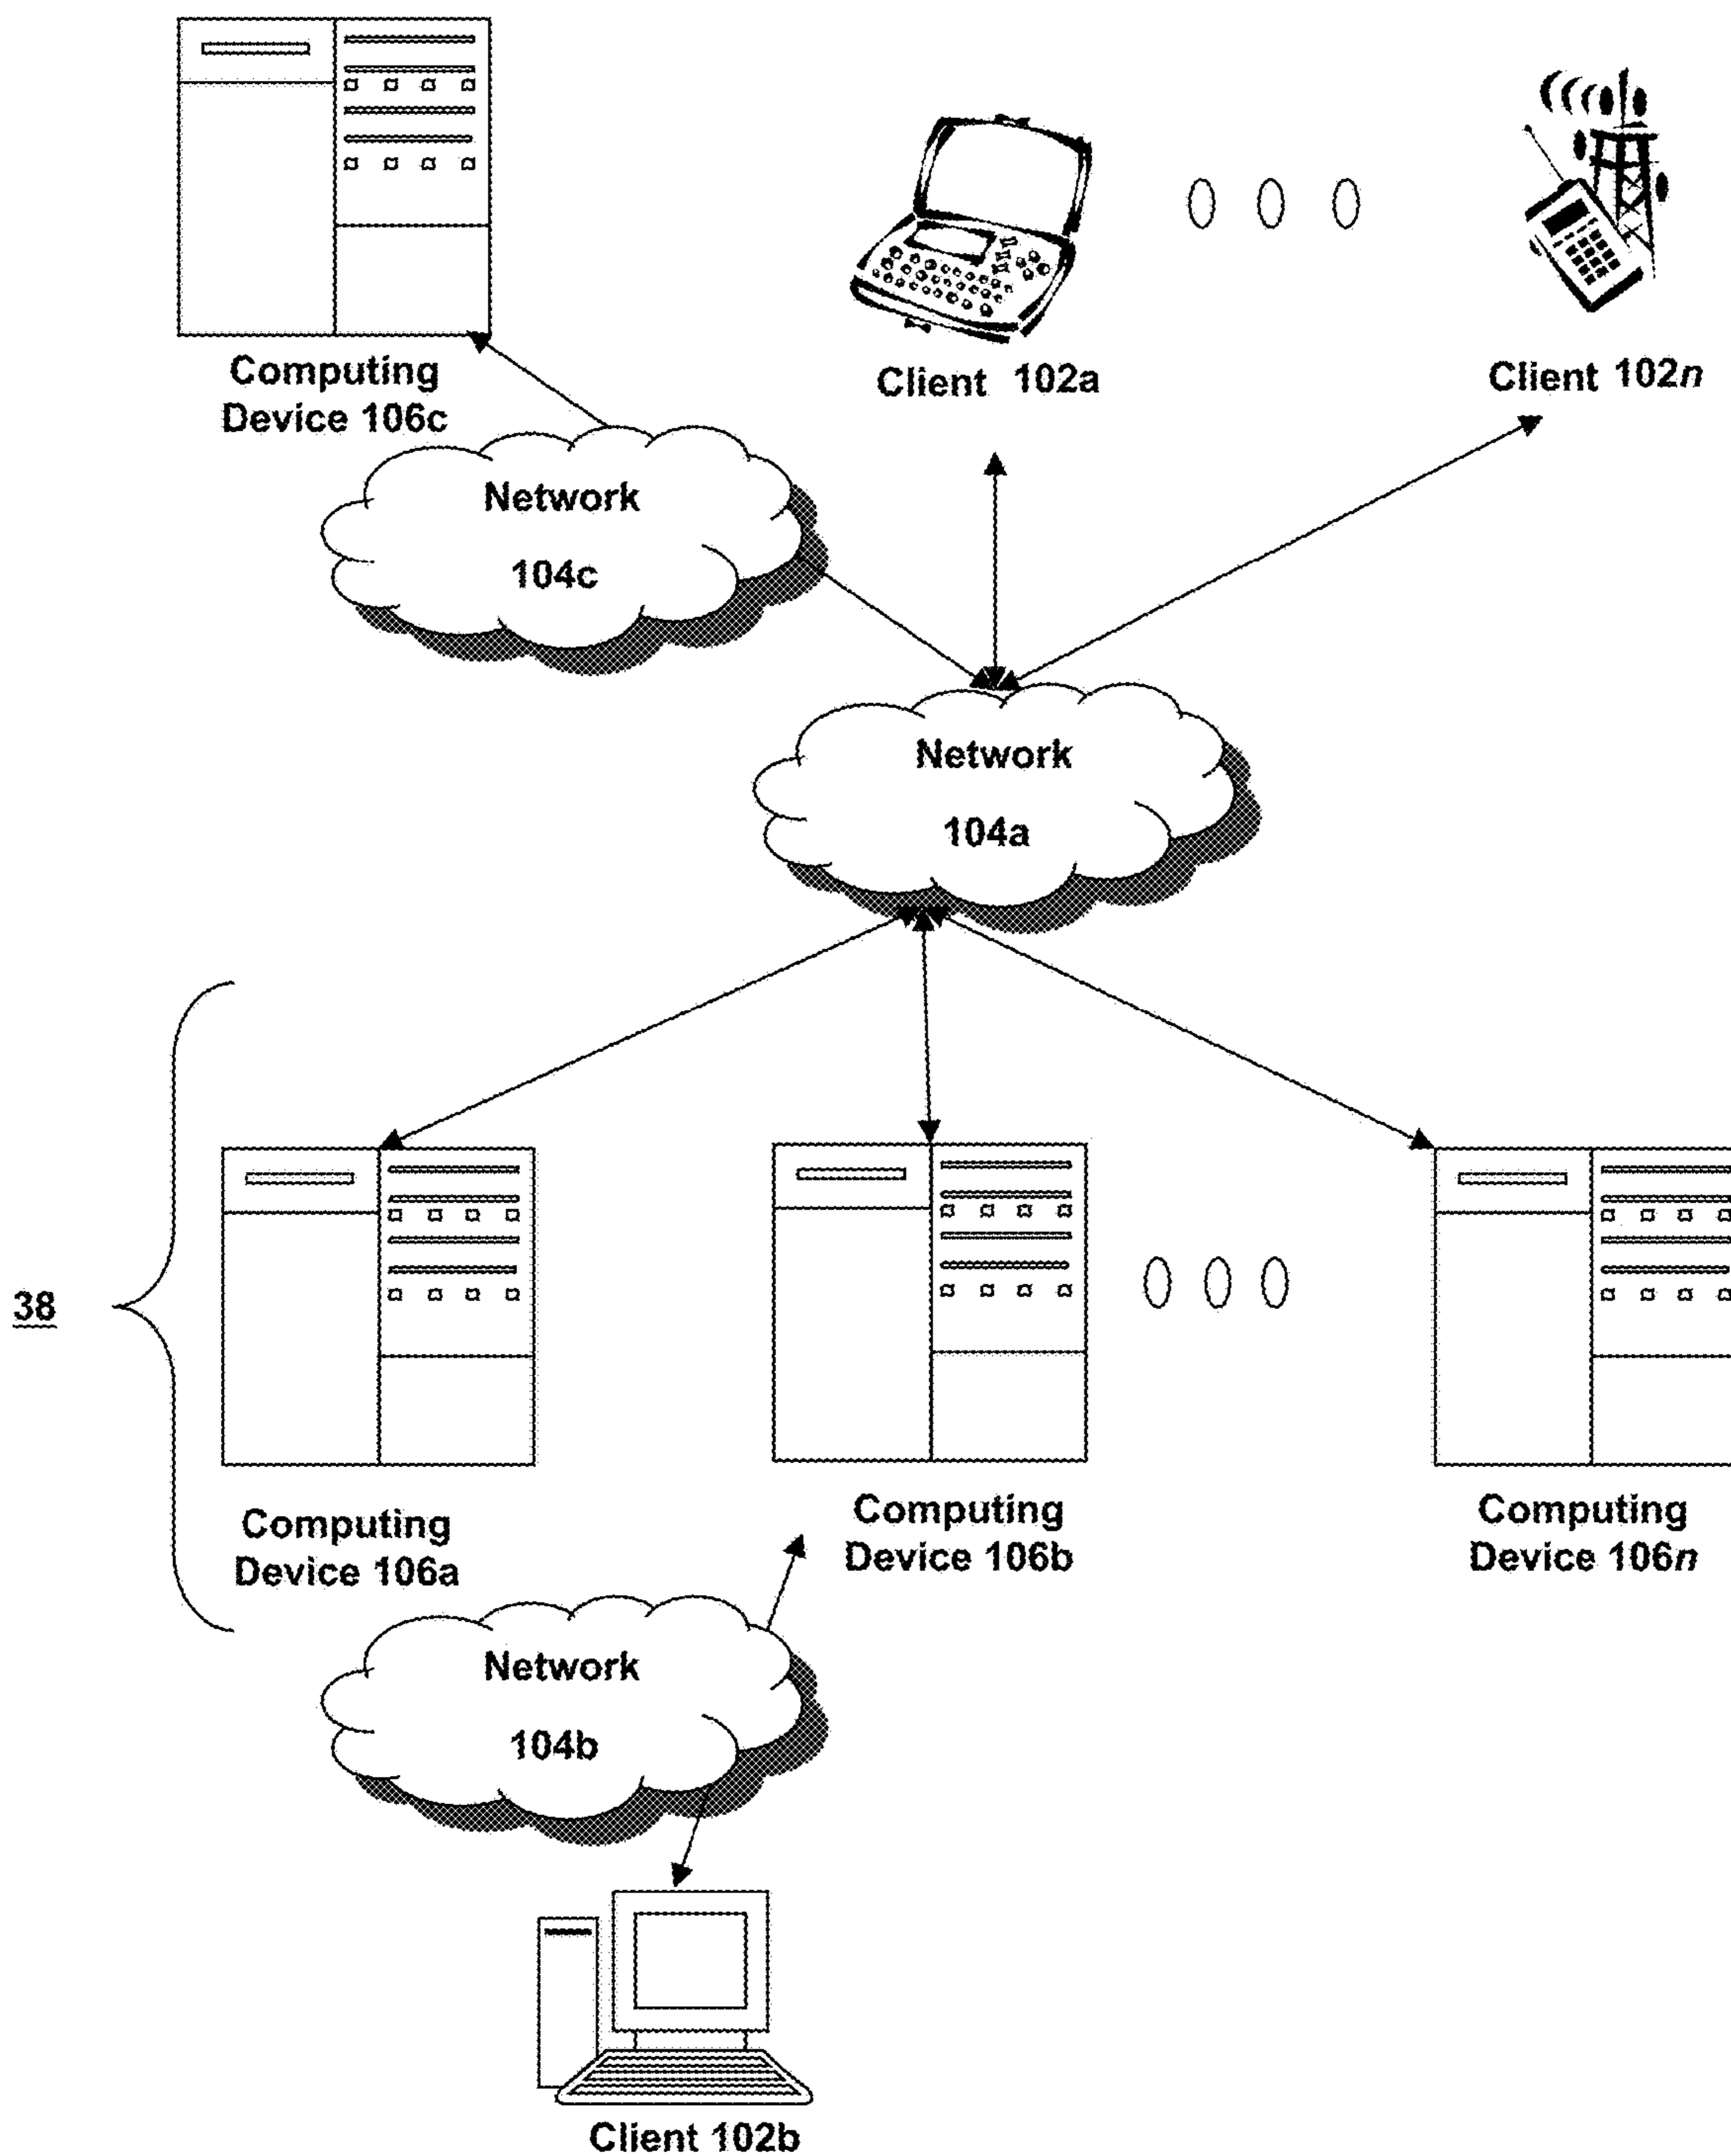 Computing
Device 106c
Client 102a
Client 102n
Network
104c
Network
104a
38
Computing
Device 106a
Computing
Device 106b
Computing
Device 106n
Network
104b
Client 102b